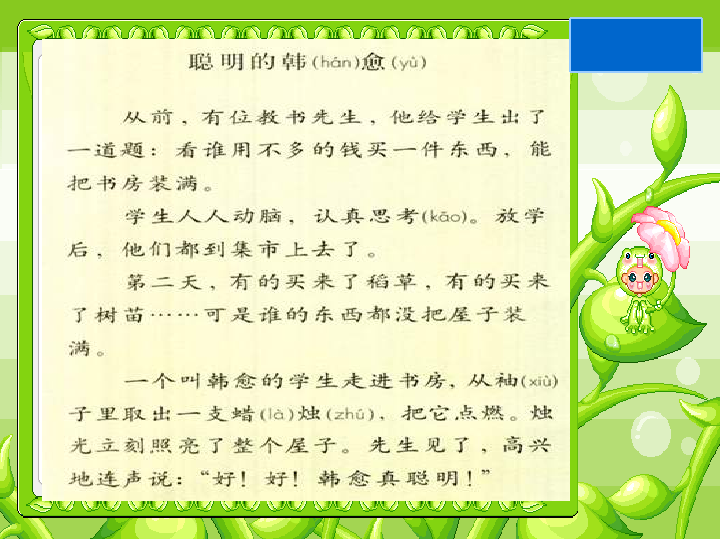 聪明的韩(hán)愈(yù)
从前，有位教书先生，他给学生出了
一道题：看谁用不多的钱买一件东西，能
把书房装满。
学生人人动脑，认真思考(kǎo)。放学
后，他们都到集市上去了。
第二天，有的买来了稻草，有的买来
了树苗……可是谁的东西都没把屋子装
满。
一个叫韩愈的学生走进书房，从袖(xiù)
子里取出一支蜡(là)烛(zhú)，把它点燃。烛
光立刻照亮了整个屋子。先生见了，高兴
地连声说：“好！好！韩愈真聪明！”